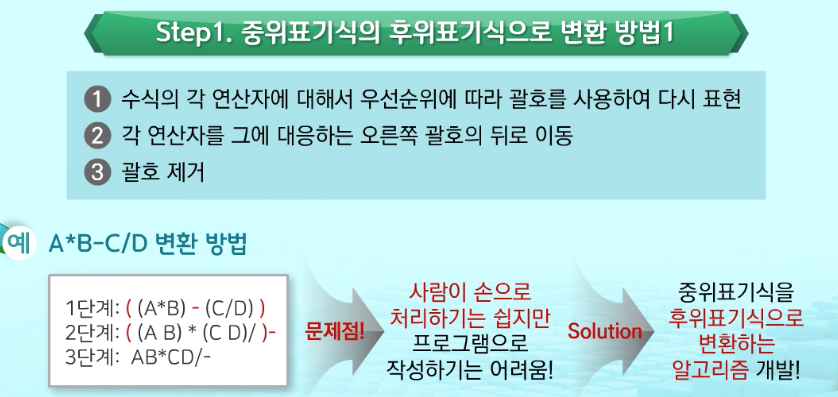 Step1. 중위표기식의 후위표기식으로 변환 방법1
1 수식의 각 연산자에 대해서 우선순위에 따라 괄호를 사용하여 다시 표현
2 각 연산자를 그에 대응하는 오른쪽 괄호의 뒤로 이동
3 괄호 제거
예 A*B-C/D 변환 방법
1단계: ( (A*B) - (C/D) )
2단계: ( (A B) * (C D)/ )-
3단계: AB*CD/-
문제점!
사람이 손으로
처리하기는 쉽지만
프로그램으로
작성하기는 어려움!
Solution
중위표기식을
후위표기식으로
변환하는
알고리즘 개발!